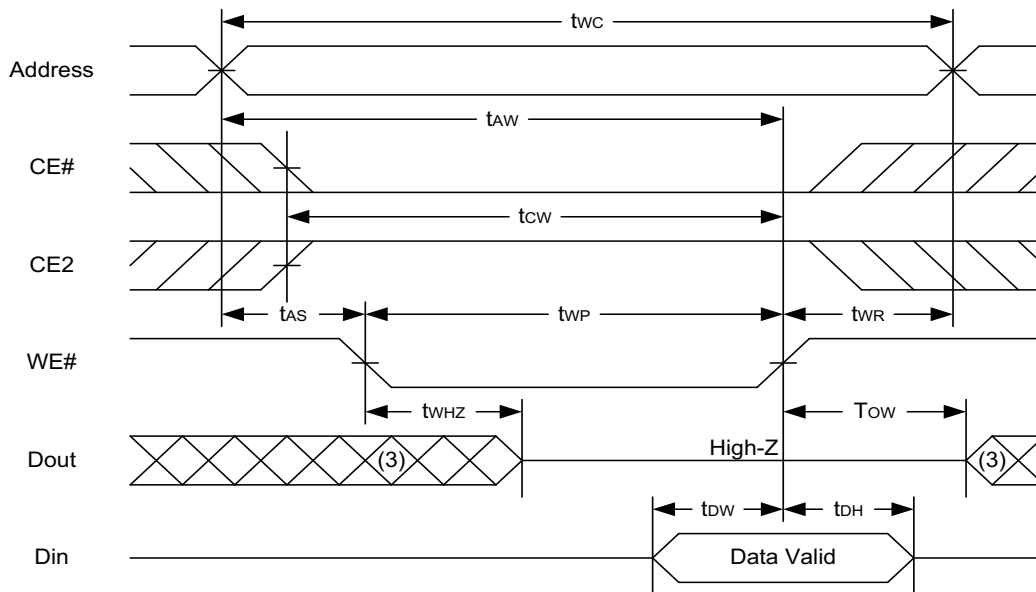 tWC
Address
tAW
CE#
tCW
CE2
tAS tWP tWR
WE#
tWHZ TOW
Dout (3) High-Z (3)
tDW tDH
Din Data Valid